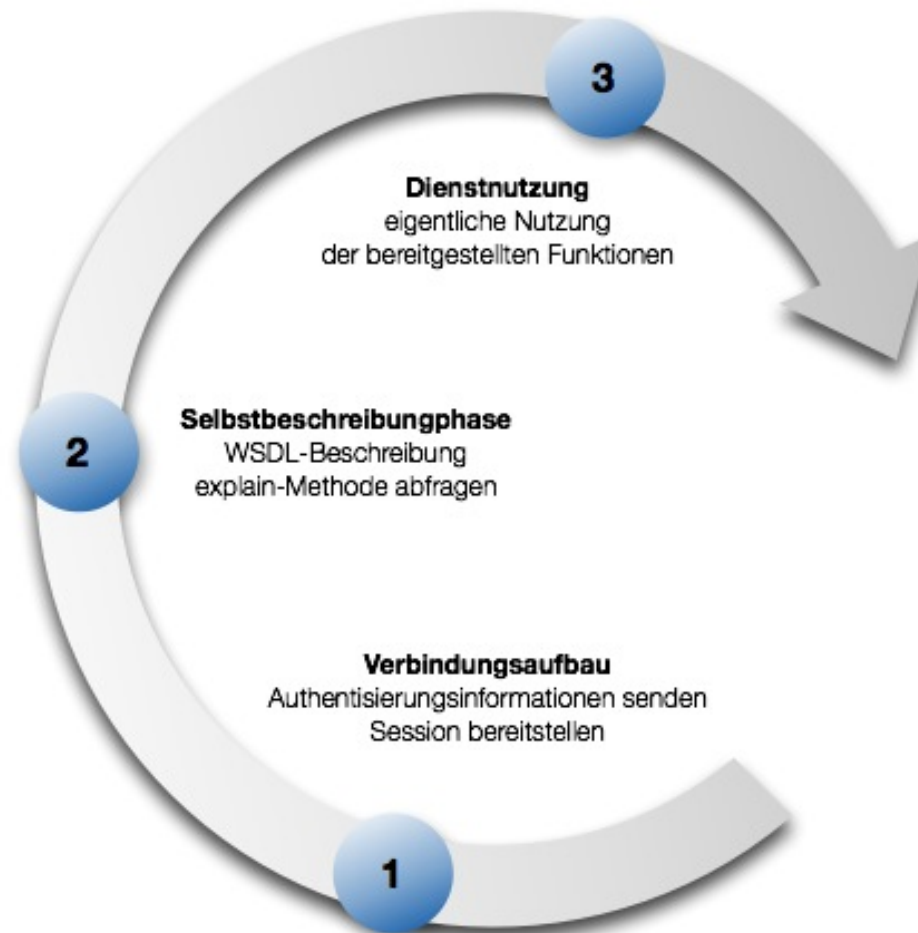 3
Dienstnutzung
eigentliche Nutzung
der bereitgestellten Funktionen
2
Selbstbeschreibungphase
WSDL-Beschreibung
explain-Methode abfragen
Verbindungsaufbau
Authentisierungsinformationen senden
Session bereitstellen
1